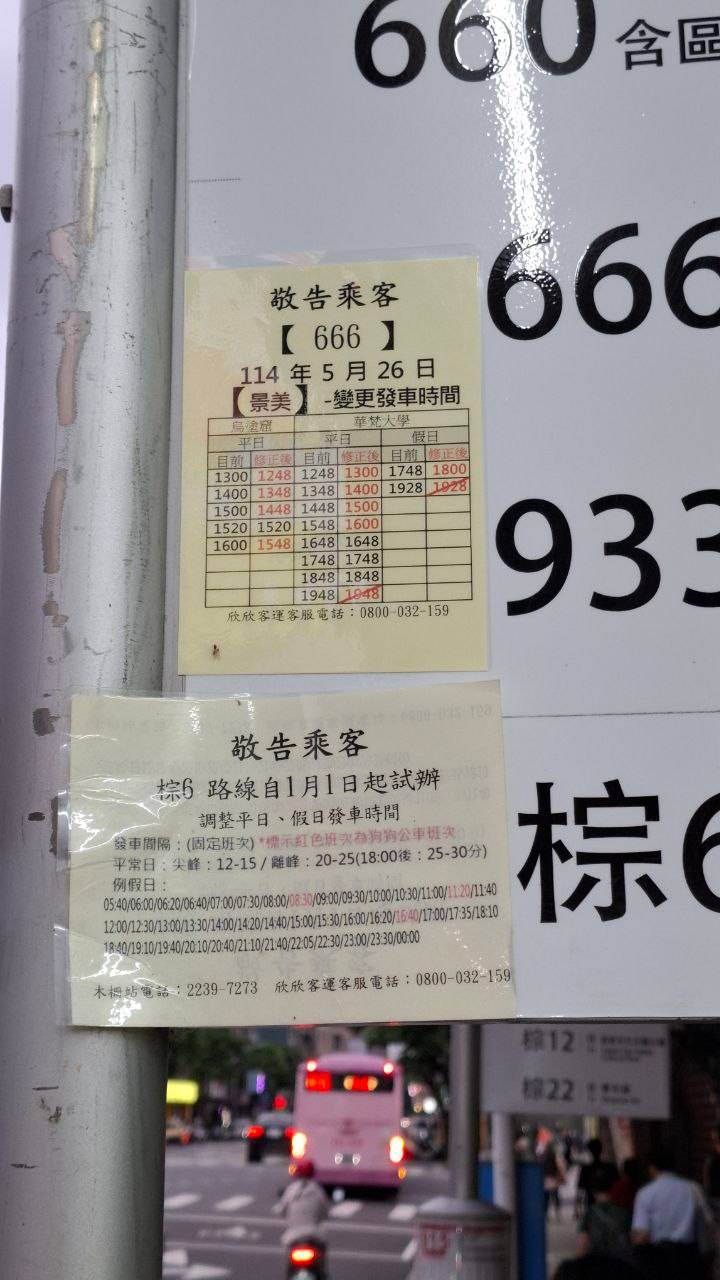 660 含區
666
敬告乘客
【 666 】
114 年 5 月 26 日
【景美】-變更發車時間
烏塗窟 華梵大學
平日 平日 假日
目前 修正後 目前 修正後 目前 修正後
1300 1248 1248 1300 1748 1800
1400 1348 1348 1400 1928 1928
1500 1448 1448 1500
1520 1520 1548 1600
1600 1548 1648 1648
1748 1748
1848 1848
1948 1948
欣欣客運客服電話：0800-032-159
933
敬告乘客
棕6 路線自1月1日起試辦
調整平日、假日發車時間
發車間隔：(固定班次) *標示紅色班次為狗狗公車班次
平常日：尖峰：12-15 / 離峰：20-25(18:00後：25-30分)
例假日：
05:40/06:00/06:20/06:40/07:00/07:30/08:00/08:30/09:00/09:30/10:00/10:30/11:00/11:20/11:40
12:00/12:30/13:00/13:30/14:00/14:20/14:40/15:00/15:30/16:00/16:20/16:40/17:00/17:35/18:10
18:40/19:10/19:40/20:10/20:40/21:10/21:40/22:05/22:30/23:00/23:30/00:00
木柵站電話：2239-7273 欣欣客運客服電話：0800-032-159
棕6
棕12
棕22